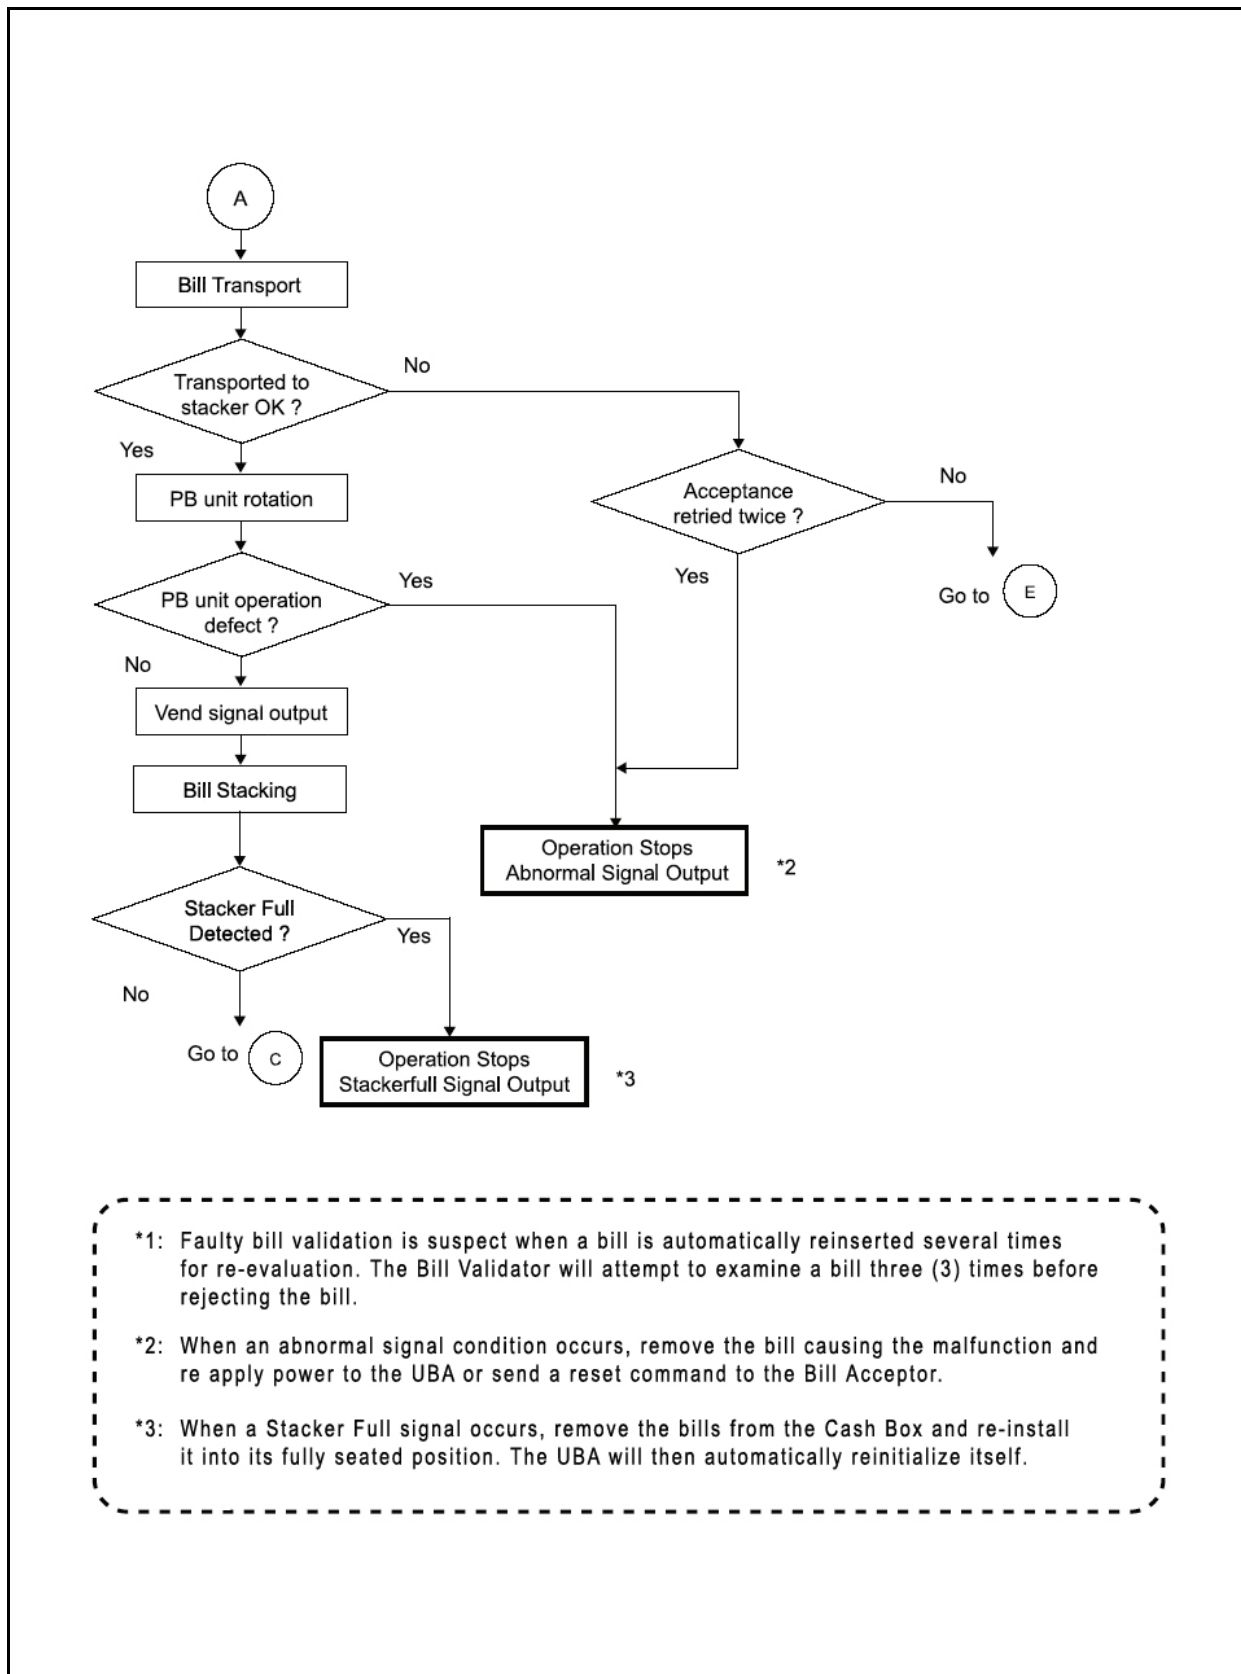 A
Bill Transport
Transported to
stacker OK ?
No
Yes
PB unit rotation
Acceptance
retried twice ?
No
Yes
Go to E
PB unit operation
defect ?
Yes
No
Vend signal output
Bill Stacking
Operation Stops
Abnormal Signal Output
*2
Stacker Full
Detected ?
Yes
No
Go to C
Operation Stops
Stackerfull Signal Output
*3
*1: Faulty bill validation is suspect when a bill is automatically reinserted several times
for re-evaluation. The Bill Validator will attempt to examine a bill three (3) times before
rejecting the bill.
*2: When an abnormal signal condition occurs, remove the bill causing the malfunction and
re apply power to the UBA or send a reset command to the Bill Acceptor.
*3: When a Stacker Full signal occurs, remove the bills from the Cash Box and re-install
it into its fully seated position. The UBA will then automatically reinitialize itself.